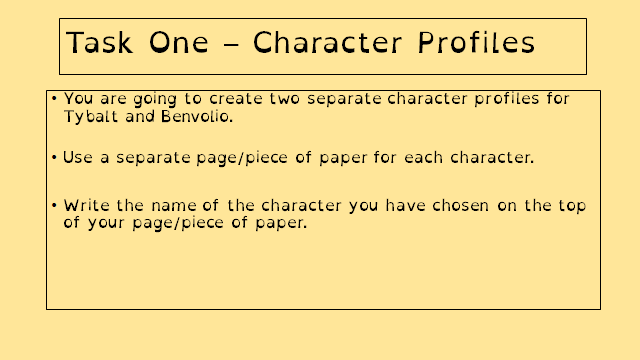 Task One – Character Profiles
• You are going to create two separate character profiles for
Tybalt and Benvolio.
• Use a separate page/piece of paper for each character.
• Write the name of the character you have chosen on the top
of your page/piece of paper.